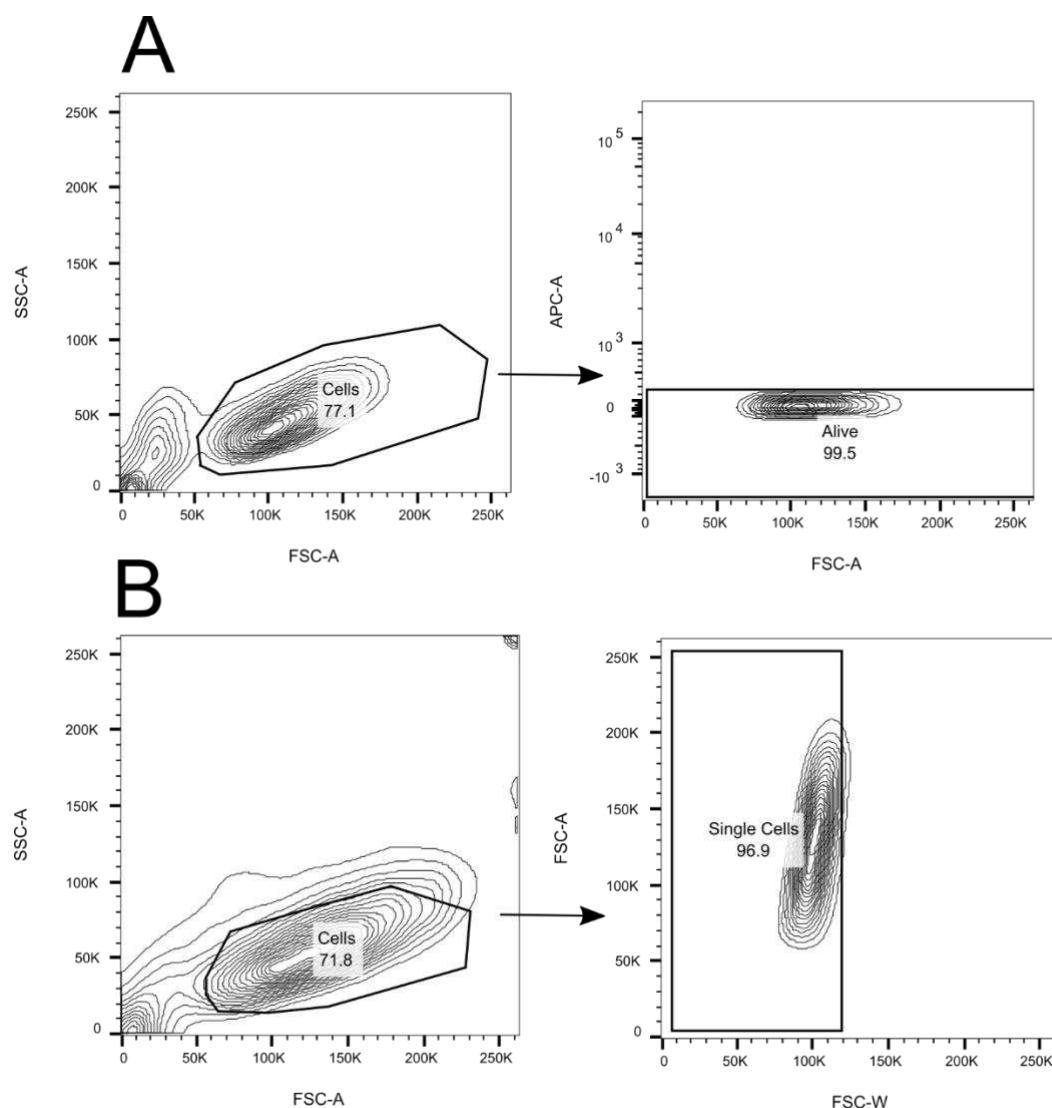 A
250K
200K
150K
100K
50K
0
SSC-A
Cells
77.1
0 50K 100K 150K 200K 250K
FSC-A
10 5
10 4
10 3
0
-10 3
APC-A
Alive
99.5
0 50K 100K 150K 200K 250K
FSC-A
B
250K
200K
150K
100K
50K
0
SSC-A
Cells
71.8
0 50K 100K 150K 200K 250K
FSC-A
250K
200K
150K
100K
50K
0
FSC-A
Single Cells
96.9
0 50K 100K 150K 200K 250K
FSC-W